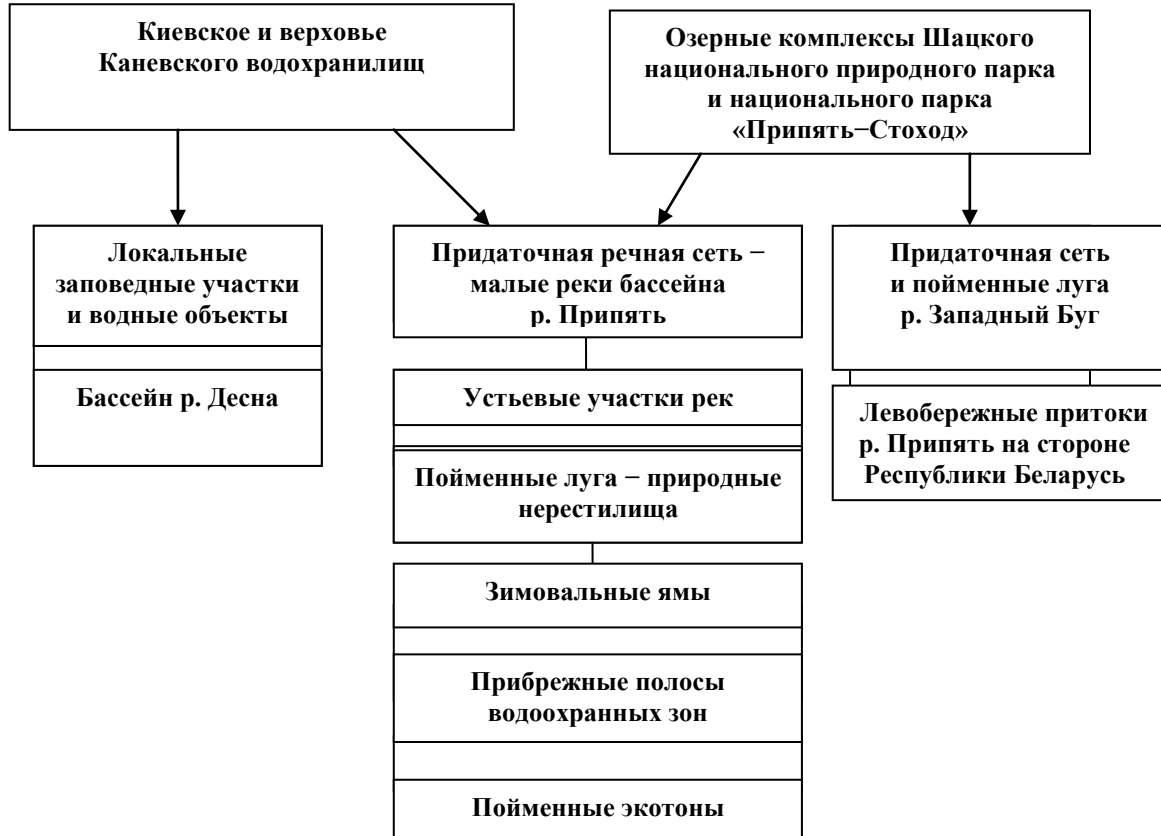 Киевское и верховье
Каневского водохранилищ
Озерные комплексы Шацкого
национального природного парка
и национального парка
«Припять−Стоход»
Локальные
заповедные участки
и водные объекты
Бассейн р. Десна
Придаточная речная сеть −
малые реки бассейна
р. Припять
Устьевые участки рек
Пойменные луга − природные
нерестилища
Зимовальные ямы
Прибрежные полосы
водоохранных зон
Пойменные экотоны
Придаточная сеть
и пойменные луга
р. Западный Буг
Левобережные притоки
р. Припять на стороне
Республики Беларусь